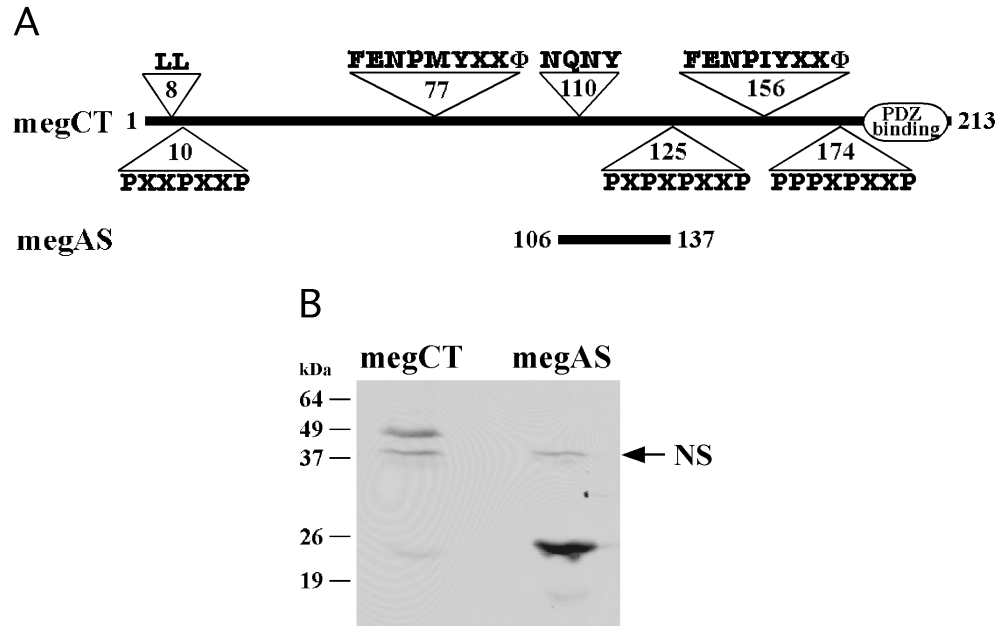 A
LL FENPMYXXΦ NQNY FENPIYXXΦ
8 77 110 156
megCT 1 PDZ binding 213
10 125 174
PXXPXXP PXPXPXXP PPPXPXXP
megAS 106 137
B
megCT megAS
kDa
64
49
37 NS
26
19